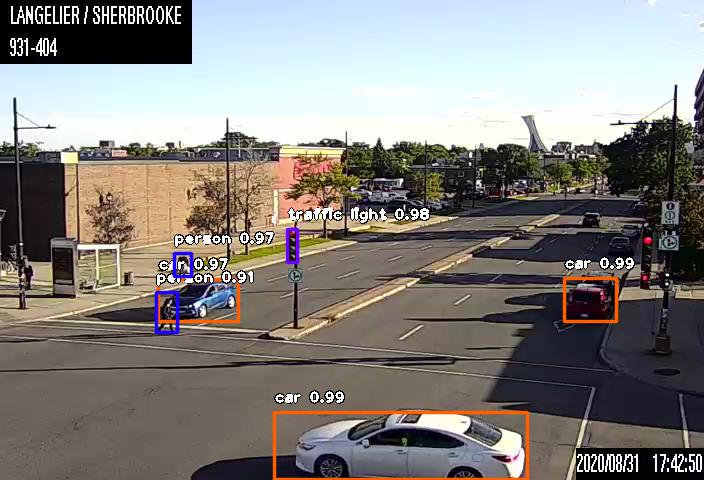 LANGELIER / SHERBROOKE
931-404
traffic light 0.98
person 0.97
car 0.97
person 0.91
car 0.99
car 0.99
2020/08/31 17:42:50